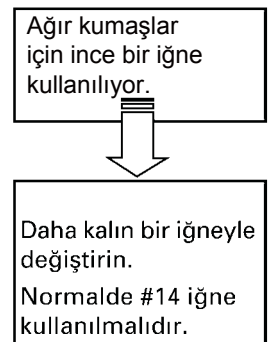 Ağır kumaşlar
için ince bir iğne
kullanılıyor.
Daha kalın bir iğneyle
değiştirin.
Normalde #14 iğne
kullanılmalıdır.